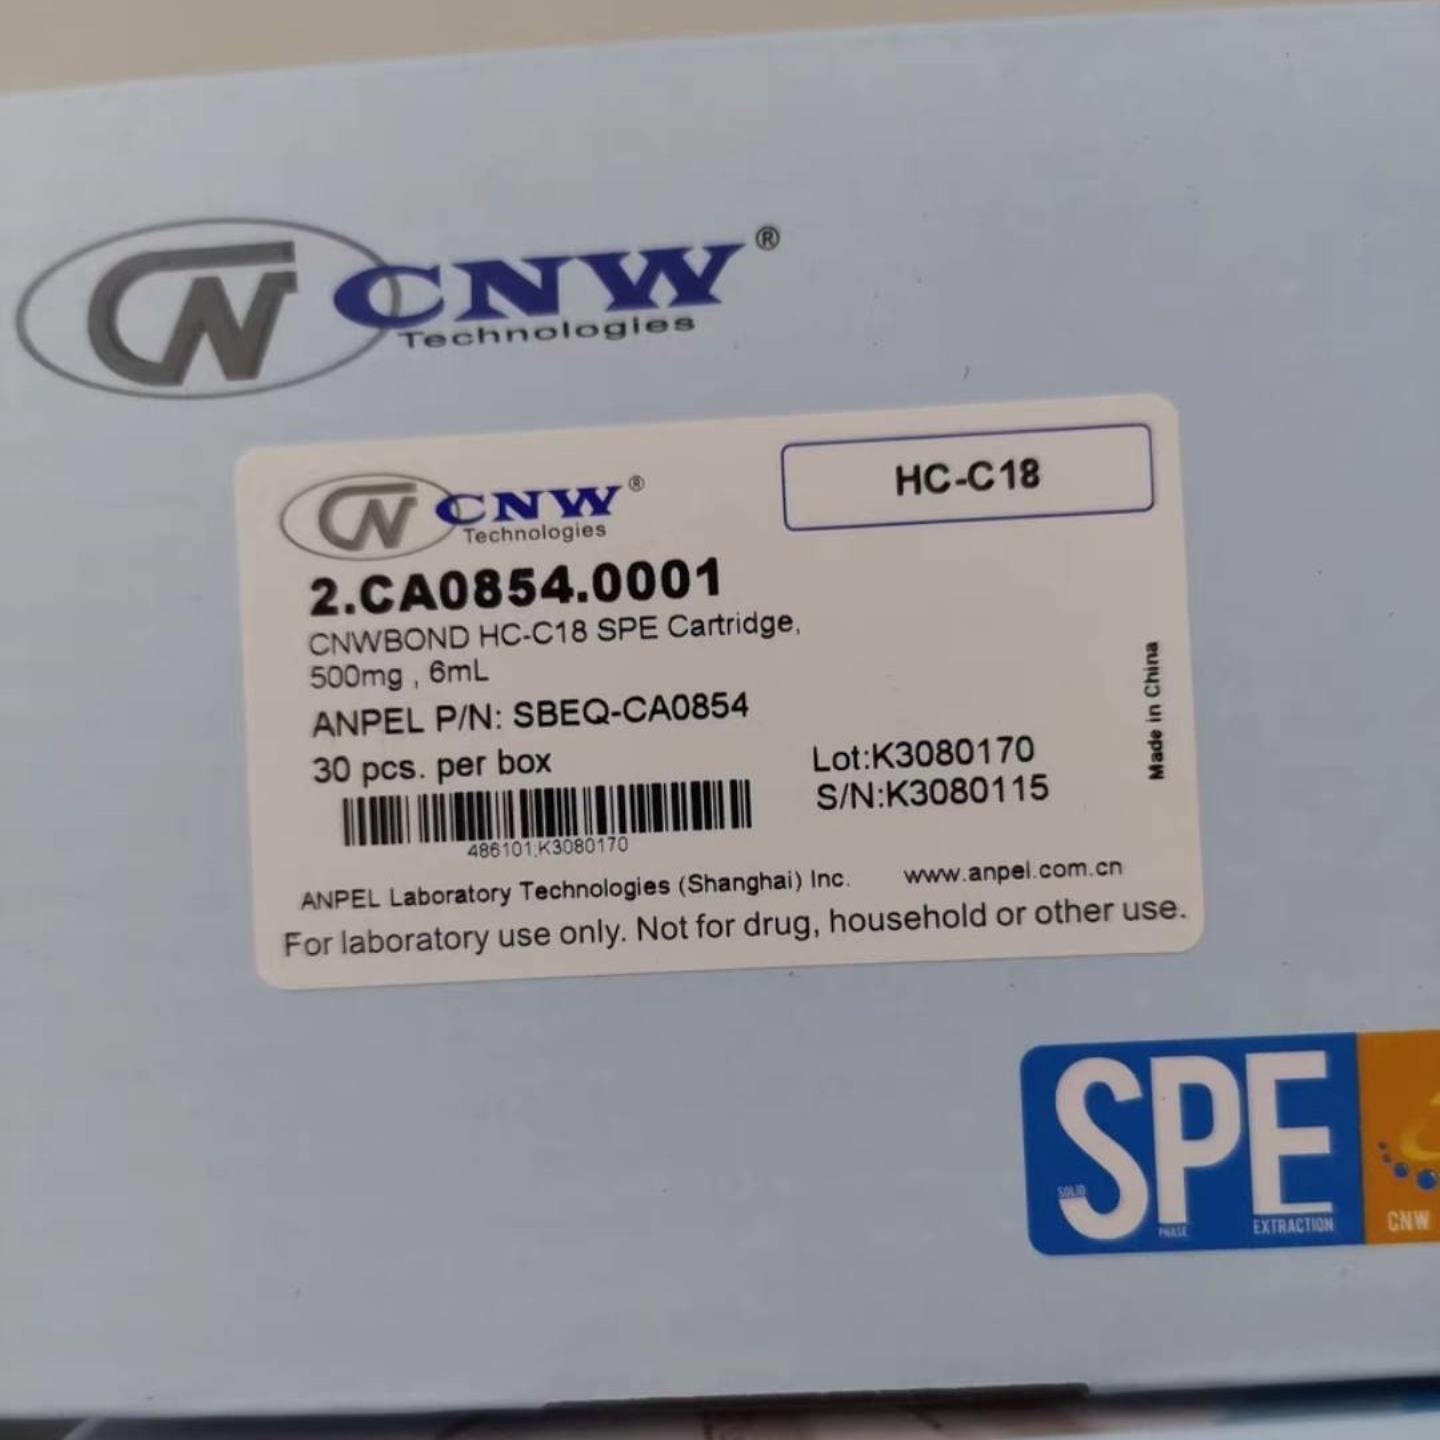 CNW®
Technologies
CNW®
Technologies
HC-C18
2.CA0854.0001
CNWBOND HC-C18 SPE Cartridge,
500mg , 6mL
ANPEL P/N: SBEQ-CA0854
30 pcs. per box
Lot:K3080170
S/N:K3080115
Made in China
486101;K3080170
ANPEL Laboratory Technologies (Shanghai) Inc. www.anpel.com.cn
For laboratory use only. Not for drug, household or other use.
SPE
SOLID PHASE EXTRACTION
CNW